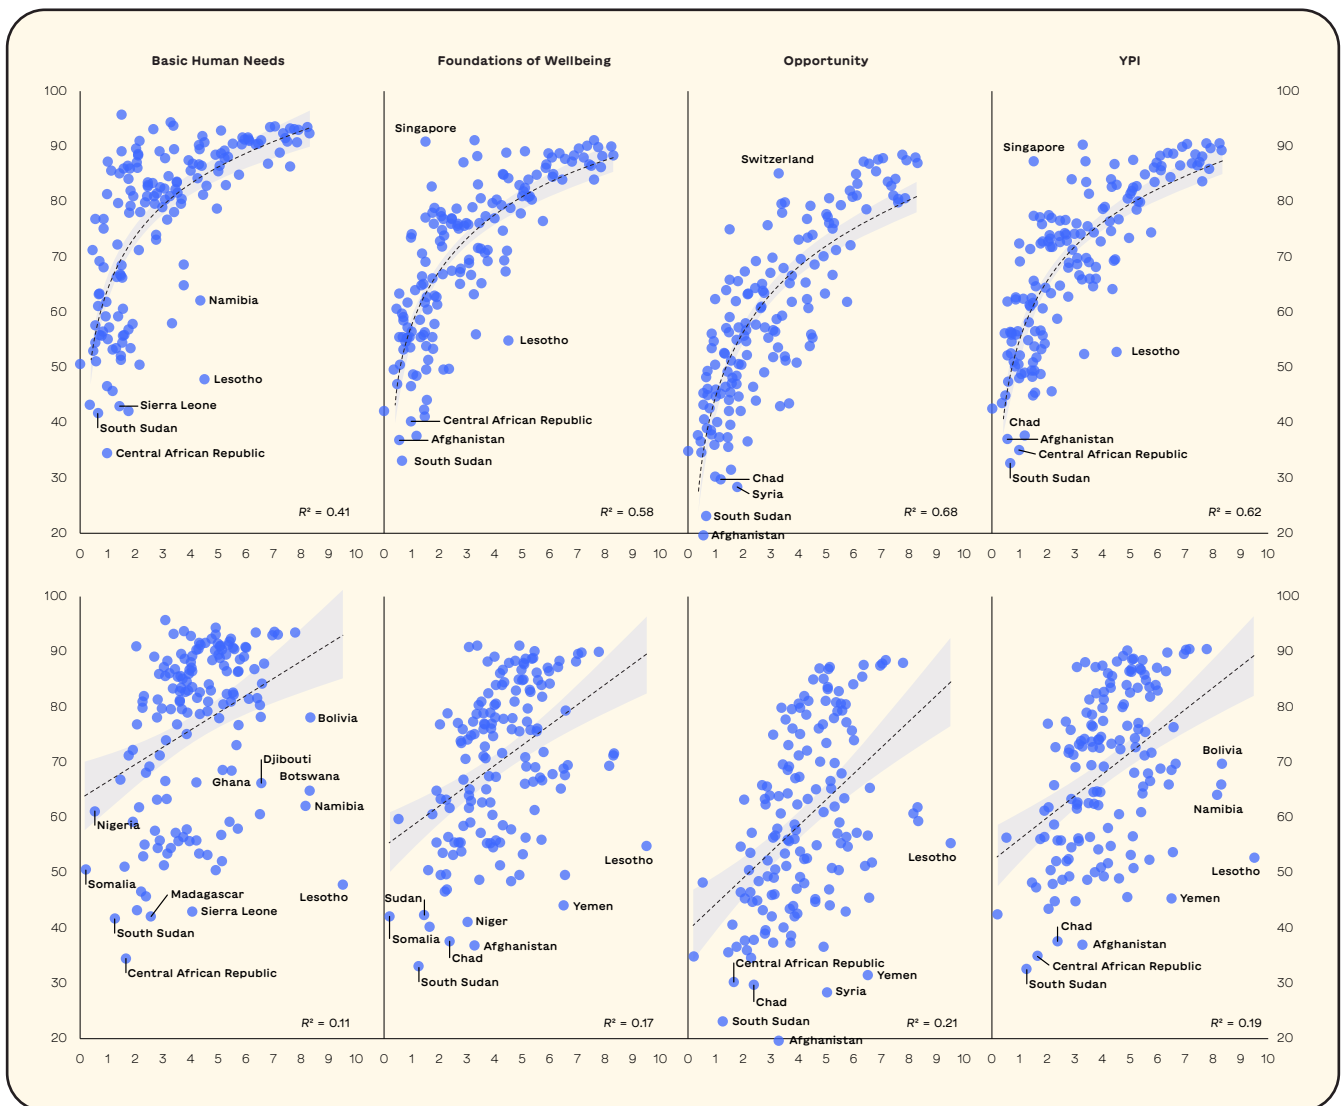 Basic Human Needs
Foundations of Wellbeing
Opportunity
YPI
100 100
90 90
80 80
70 70
60 60
50 50
40 40
30 30
20 20
Namibia
Lesotho
Sierra Leone
South Sudan
Central African Republic
R² = 0.41
0 1 2 3 4 5 6 7 8 9 10
Singapore
Lesotho
Central African Republic
Afghanistan
South Sudan
R² = 0.58
0 1 2 3 4 5 6 7 8 9 10
Switzerland
Chad
Syria
South Sudan
Afghanistan
R² = 0.68
0 1 2 3 4 5 6 7 8 9 10
Singapore
Lesotho
Chad
Afghanistan
Central African Republic
South Sudan
R² = 0.62
0 1 2 3 4 5 6 7 8 9 10
100 100
90 90
80 80
70 70
60 60
50 50
40 40
30 30
20 20
Bolivia
Djibouti
Botswana
Ghana
Namibia
Nigeria
Somalia
Madagascar
Lesotho
Sierra Leone
South Sudan
Central African Republic
R² = 0.11
0 1 2 3 4 5 6 7 8 9 10
Lesotho
Sudan
Yemen
Niger
Somalia
Afghanistan
Chad
South Sudan
R² = 0.17
0 1 2 3 4 5 6 7 8 9 10
Lesotho
Central African Republic
Yemen
Syria
Chad
South Sudan
Afghanistan
R² = 0.21
0 1 2 3 4 5 6 7 8 9 10
Bolivia
Namibia
Lesotho
Yemen
Chad
Afghanistan
Central African Republic
South Sudan
R² = 0.19
0 1 2 3 4 5 6 7 8 9 10